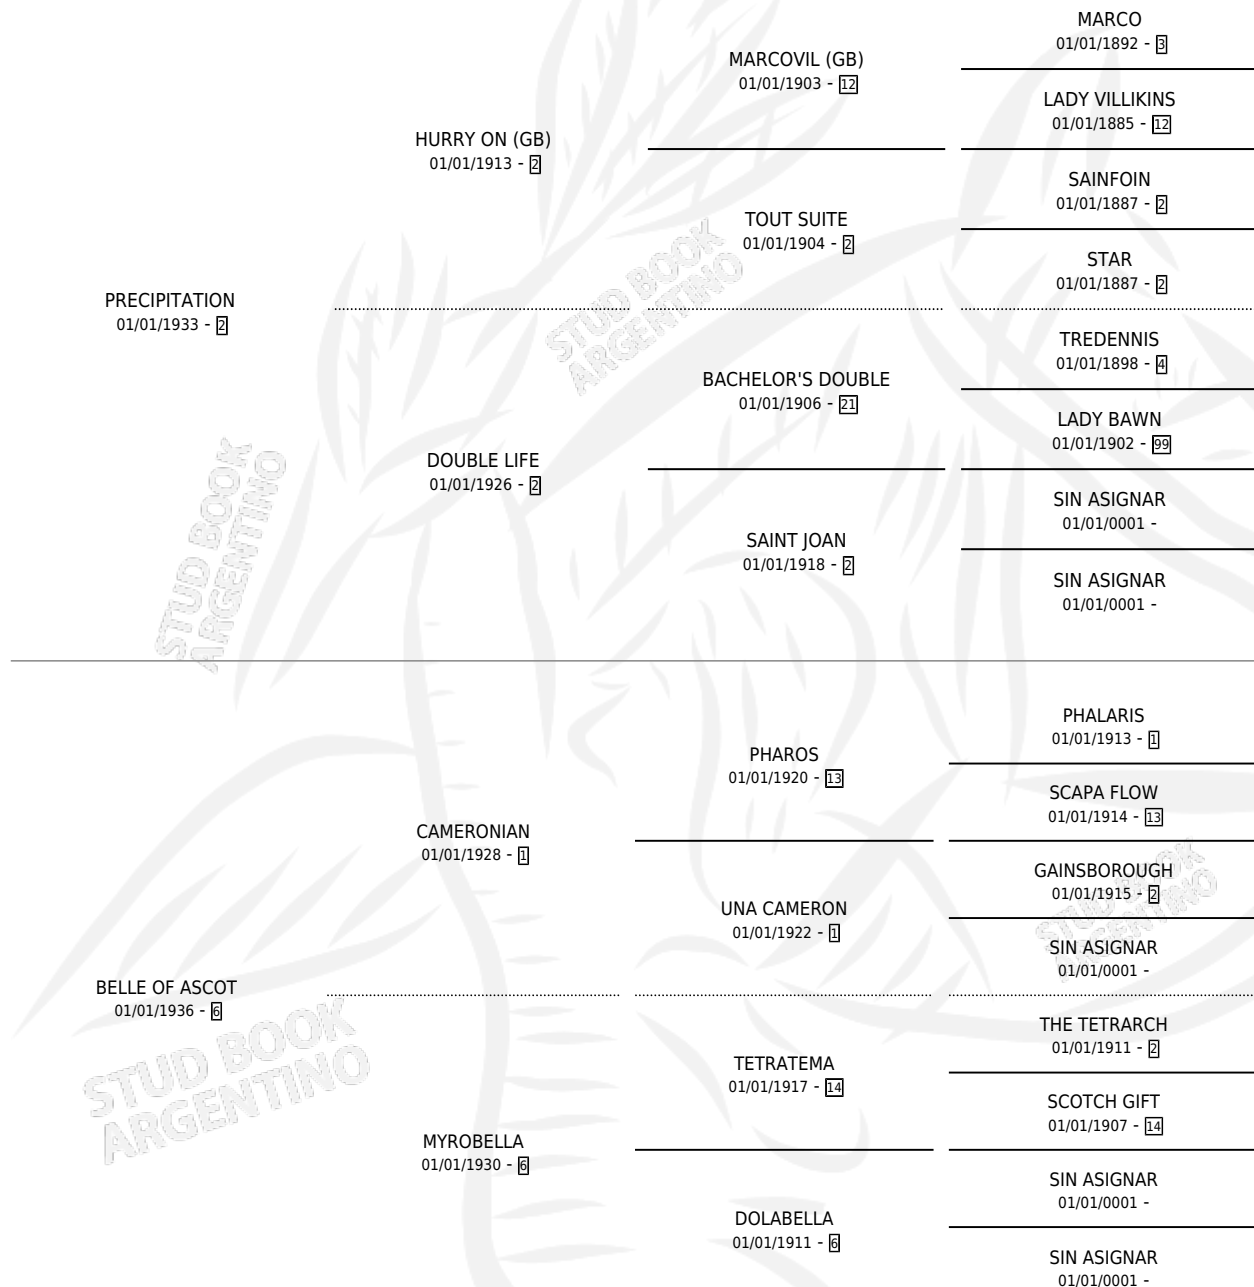 MARCO
01/01/1892 - 3
MARCOVIL (GB)
01/01/1903 - 12
LADY VILLIKINS
01/01/1885 - 12
HURRY ON (GB)
01/01/1913 - 2
SAINFOIN
01/01/1887 - 2
TOUT SUITE
01/01/1904 - 2
STAR
01/01/1887 - 2
PRECIPITATION
01/01/1933 - 2
TREDENNIS
01/01/1898 - 4
BACHELOR'S DOUBLE
01/01/1906 - 21
LADY BAWN
01/01/1902 - 99
DOUBLE LIFE
01/01/1926 - 2
SIN ASIGNAR
01/01/0001 -
SAINT JOAN
01/01/1918 - 2
SIN ASIGNAR
01/01/0001 -
PHALARIS
01/01/1913 - 1
PHAROS
01/01/1920 - 13
SCAPA FLOW
01/01/1914 - 13
CAMERONIAN
01/01/1928 - 1
GAINSBOROUGH
01/01/1915 - 2
UNA CAMERON
01/01/1922 - 1
SIN ASIGNAR
01/01/0001 -
BELLE OF ASCOT
01/01/1936 - 6
THE TETRARCH
01/01/1911 - 2
TETRATEMA
01/01/1917 - 14
SCOTCH GIFT
01/01/1907 - 14
MYROBELLA
01/01/1930 - 6
SIN ASIGNAR
01/01/0001 -
DOLABELLA
01/01/1911 - 6
SIN ASIGNAR
01/01/0001 -
STUD BOOK
ARGENTINO
STUD BOOK
ARGENTINO
STUD BOOK
ARGENTINO
STUD BOOK
ARGENTINO